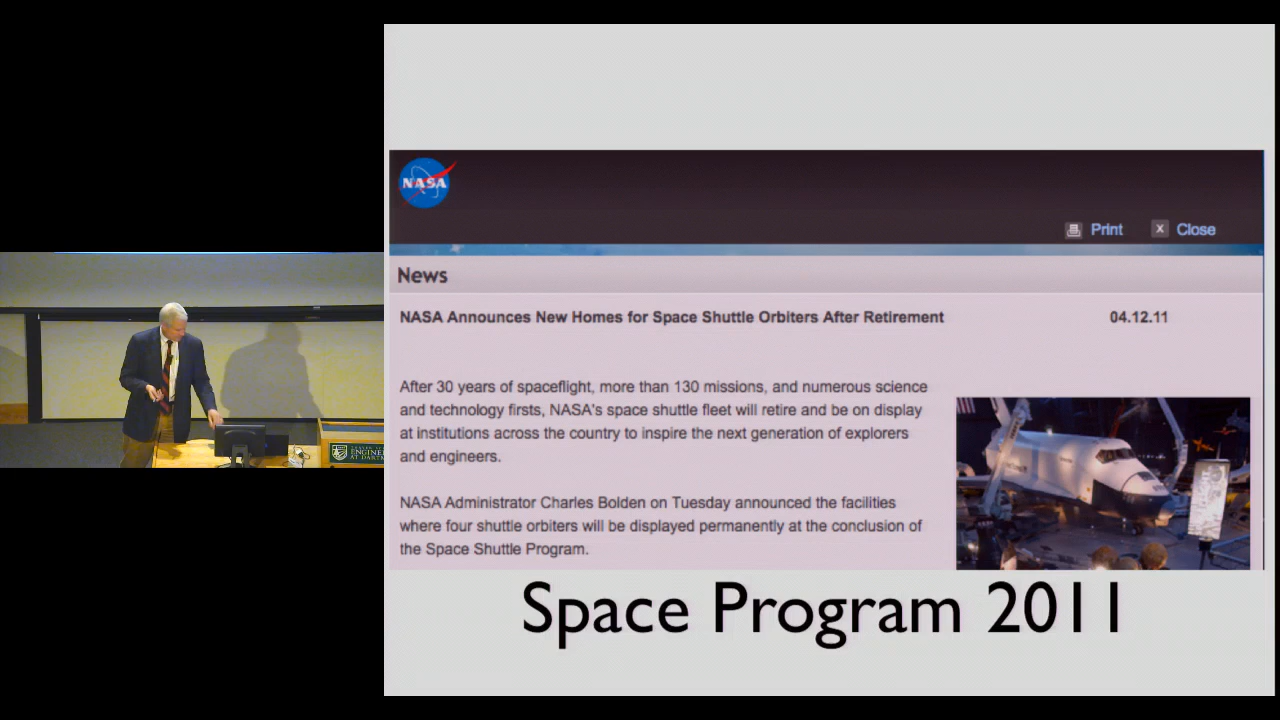 NASA
Print
X Close
News
NASA Announces New Homes for Space Shuttle Orbiters After Retirement 04.12.11
After 30 years of spaceflight, more than 130 missions, and numerous science
and technology firsts, NASA's space shuttle fleet will retire and be on display
at institutions across the country to inspire the next generation of explorers
and engineers.
NASA Administrator Charles Bolden on Tuesday announced the facilities
where four shuttle orbiters will be displayed permanently at the conclusion of
the Space Shuttle Program.
Space Program 2011
ENGINE
AT DARTM